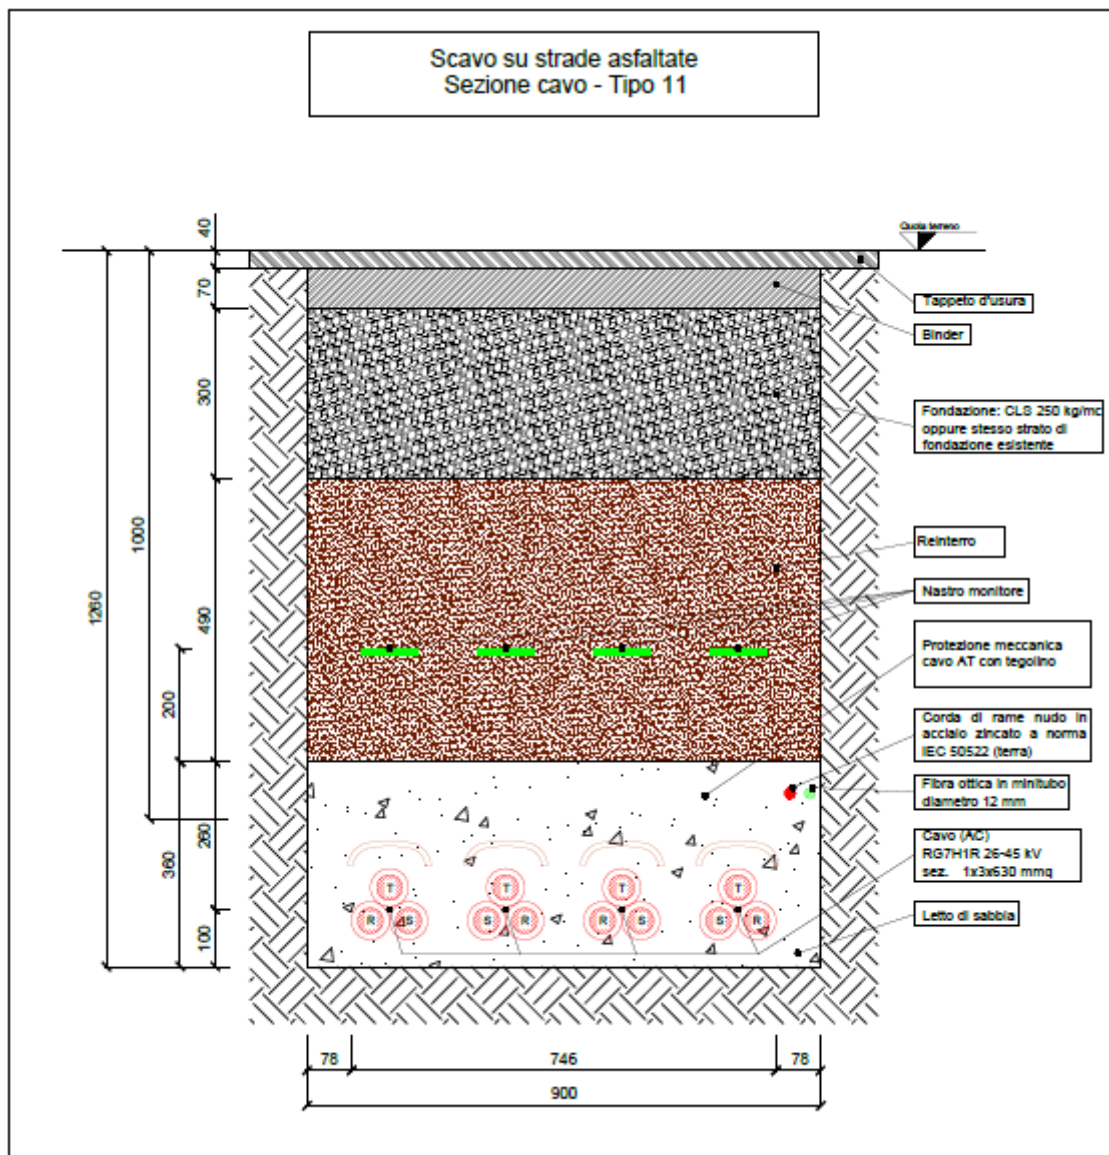 Scavo su strade asfaltate
Sezione cavo - Tipo 11
Quota terreno
40
70
300
1000
1260
490
200
260
360
100
Tappeto d'usura
Binder
Fondazione: CLS 250 kg/mc
oppure stesso strato di
fondazione esistente
Reinterro
Nastro monitore
Protezione meccanica
cavo AT con tegolino
Corda di rame nudo in
acciaio zincato a norma
IEC 50522 (terra)
Fibra ottica in minitubo
diametro 12 mm
Cavo (AC)
RG7H1R 26-45 kV
sez. 1x3x630 mmq
Letto di sabbia
T T T T
R S S R R S S R
78 746 78
900